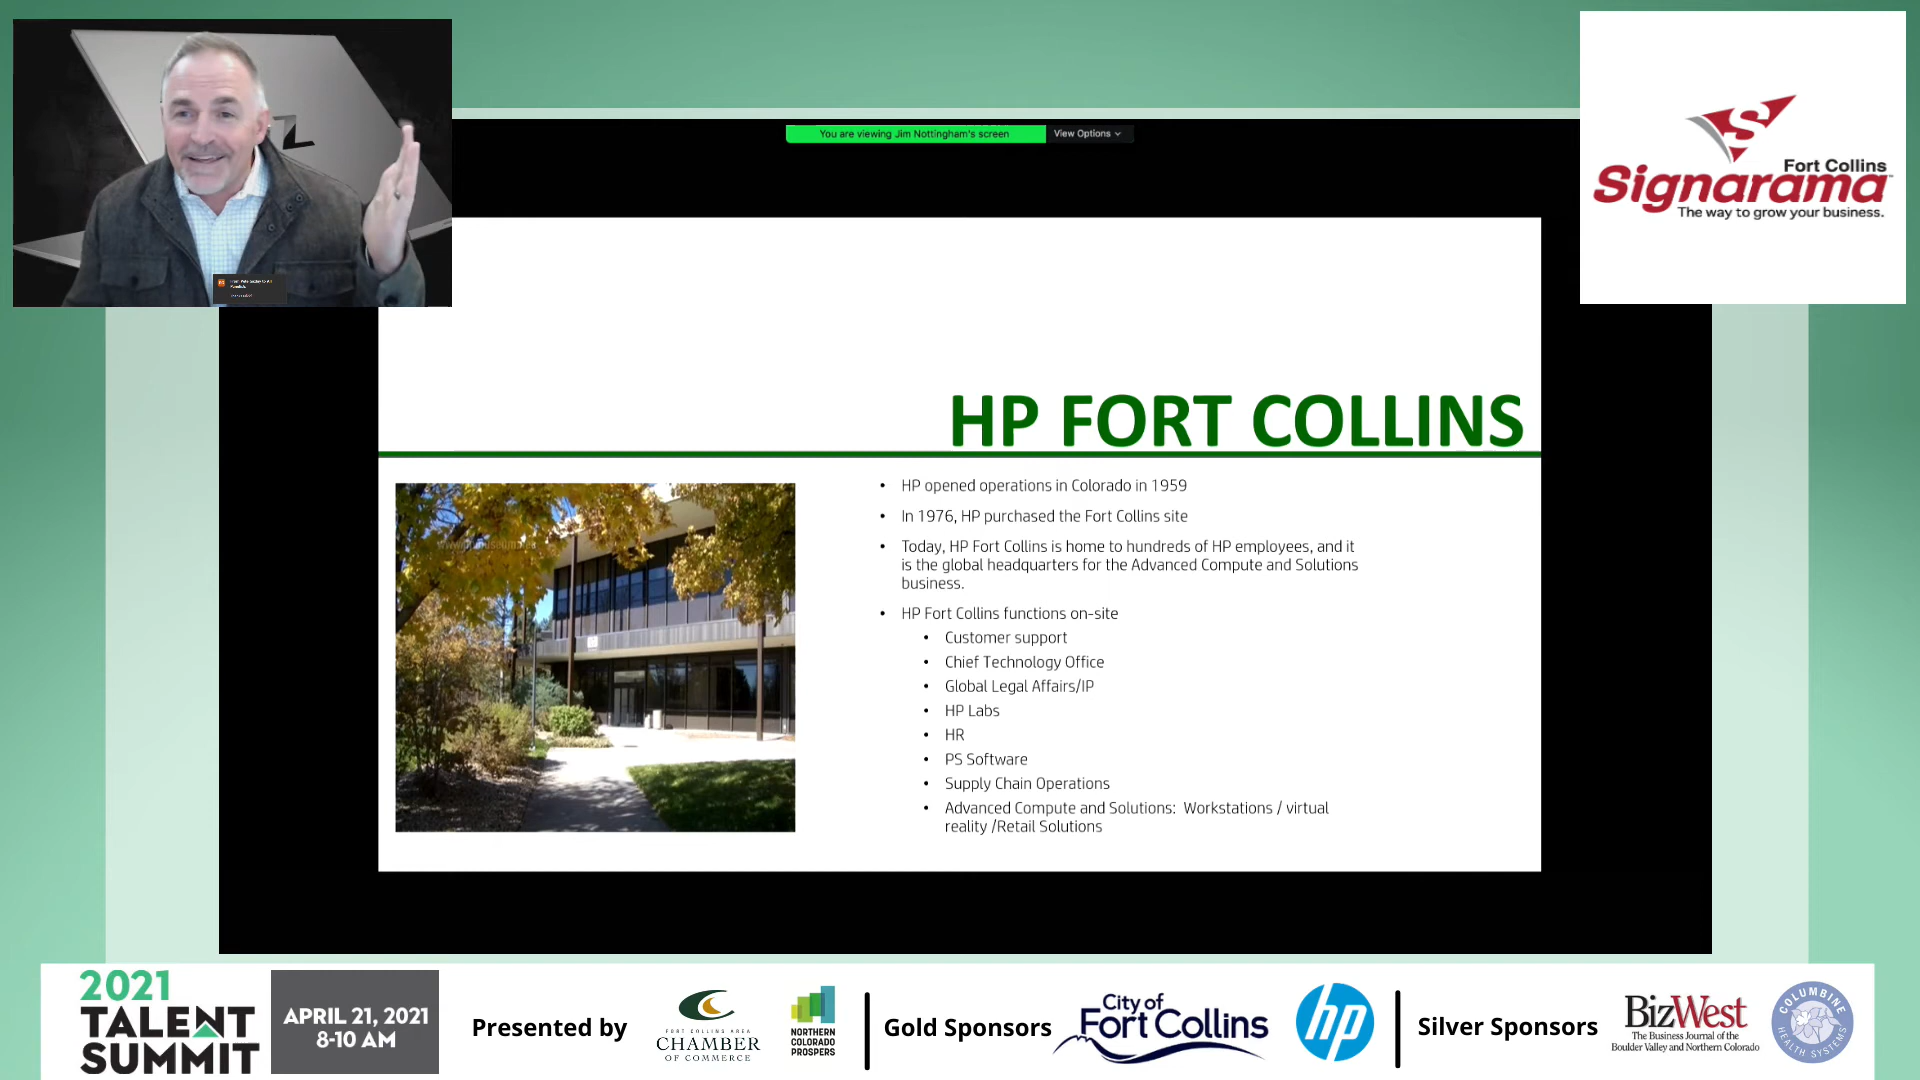 You are viewing Jim Nottingham's screen
View Options
Fort Collins
Signarama
The way to grow your business.
HP FORT COLLINS
• HP opened operations in Colorado in 1959
• In 1976, HP purchased the Fort Collins site
• Today, HP Fort Collins is home to hundreds of HP employees, and it
is the global headquarters for the Advanced Compute and Solutions
business.
• HP Fort Collins functions on-site
• Customer support
• Chief Technology Office
• Global Legal Affairs/IP
• HP Labs
• HR
• PS Software
• Supply Chain Operations
• Advanced Compute and Solutions: Workstations / virtual
reality /Retail Solutions
2021
TALENT
SUMMIT
APRIL 21, 2021
8-10 AM
Presented by
FORT COLLINS AREA
CHAMBER
OF COMMERCE
NORTHERN
COLORADO
PROSPERS
Gold Sponsors
City of
Fort Collins
hp
Silver Sponsors
BizWest
The Business Journal of the
Boulder Valley and Northern Colorado
COLUMBINE
HEALTH SYSTEMS